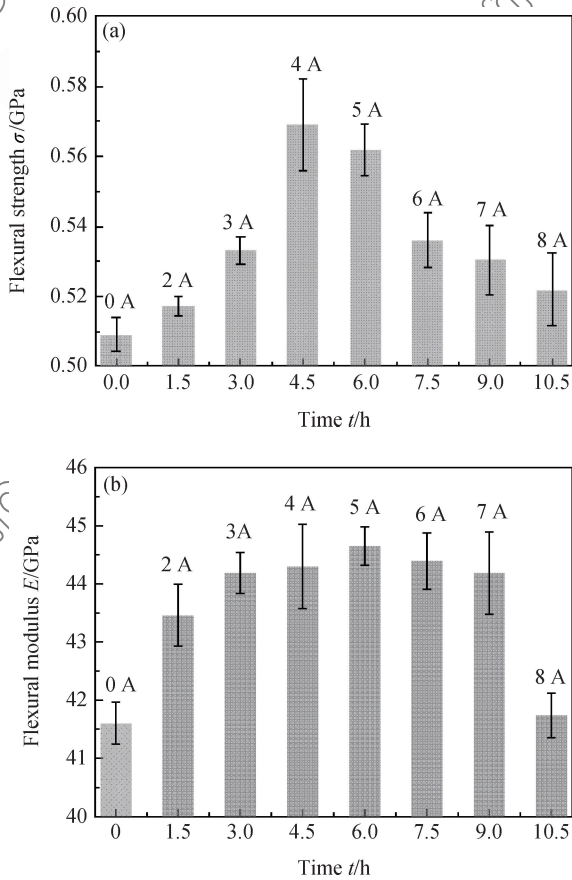 (a)
Flexural strength σ/GPa
0.60
0.58
0.56
0.54
0.52
0.50
0 A
2 A
3 A
4 A
5 A
6 A
7 A
8 A
0.0 1.5 3.0 4.5 6.0 7.5 9.0 10.5
Time t/h
(b)
Flexural modulus E/GPa
46
45
44
43
42
41
40
0 A
2 A
3A
4 A
5 A
6 A
7 A
8 A
0 1.5 3.0 4.5 6.0 7.5 9.0 10.5
Time t/h